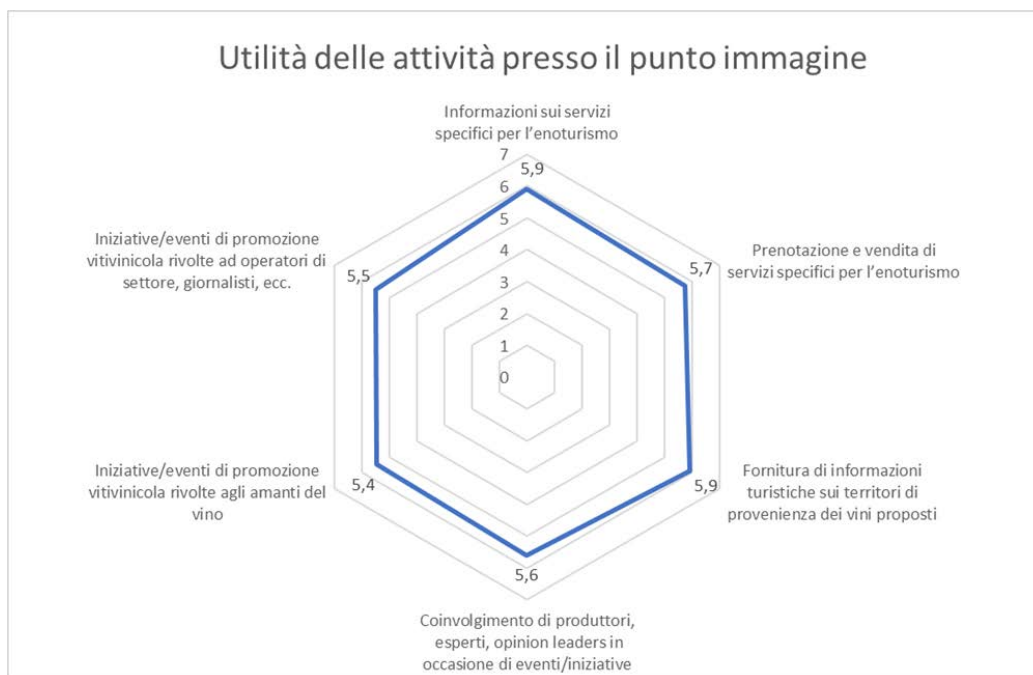 Utilità delle attività presso il punto immagine
Informazioni sui servizi
specifici per l'enoturismo
7
5,9
6
5
4
3
2
1
0
Prenotazione e vendita di
servizi specifici per l'enoturismo
5,7
Fornitura di informazioni
turistiche sui territori di
provenienza dei vini proposti
5,9
5,6
Coinvolgimento di produttori,
esperti, opinion leaders in
occasione di eventi/iniziative
Iniziative/eventi di promozione
vitivinicola rivolte agli amanti del
vino
5,4
Iniziative/eventi di promozione
vitivinicola rivolte ad operatori di
settore, giornalisti, ecc.
5,5